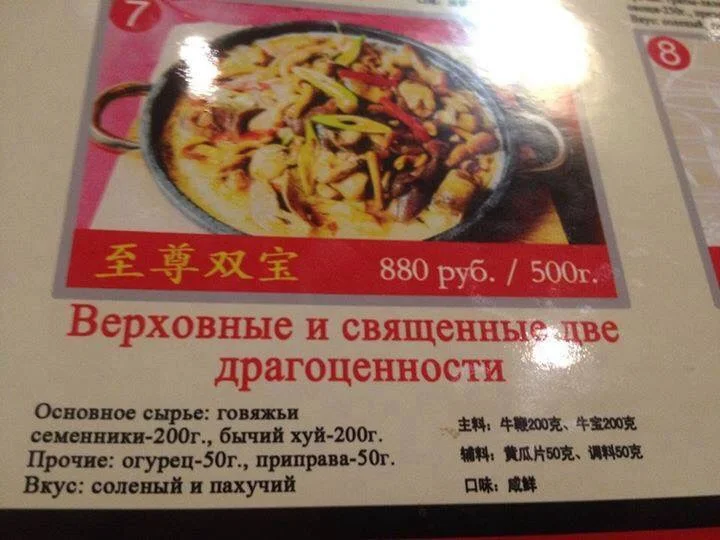 7
8
至尊双宝
880 руб. / 500г.
Верховные и священные две
драгоценности
Основное сырье: говяжьи
семенники-200г., бычий хуй-200г.
Прочие: огурец-50г., приправа-50г.
Вкус: соленый и пахучий
主料: 牛鞭200克、牛宝200克
辅料: 黄瓜片50克、调料50克
口味: 咸鲜